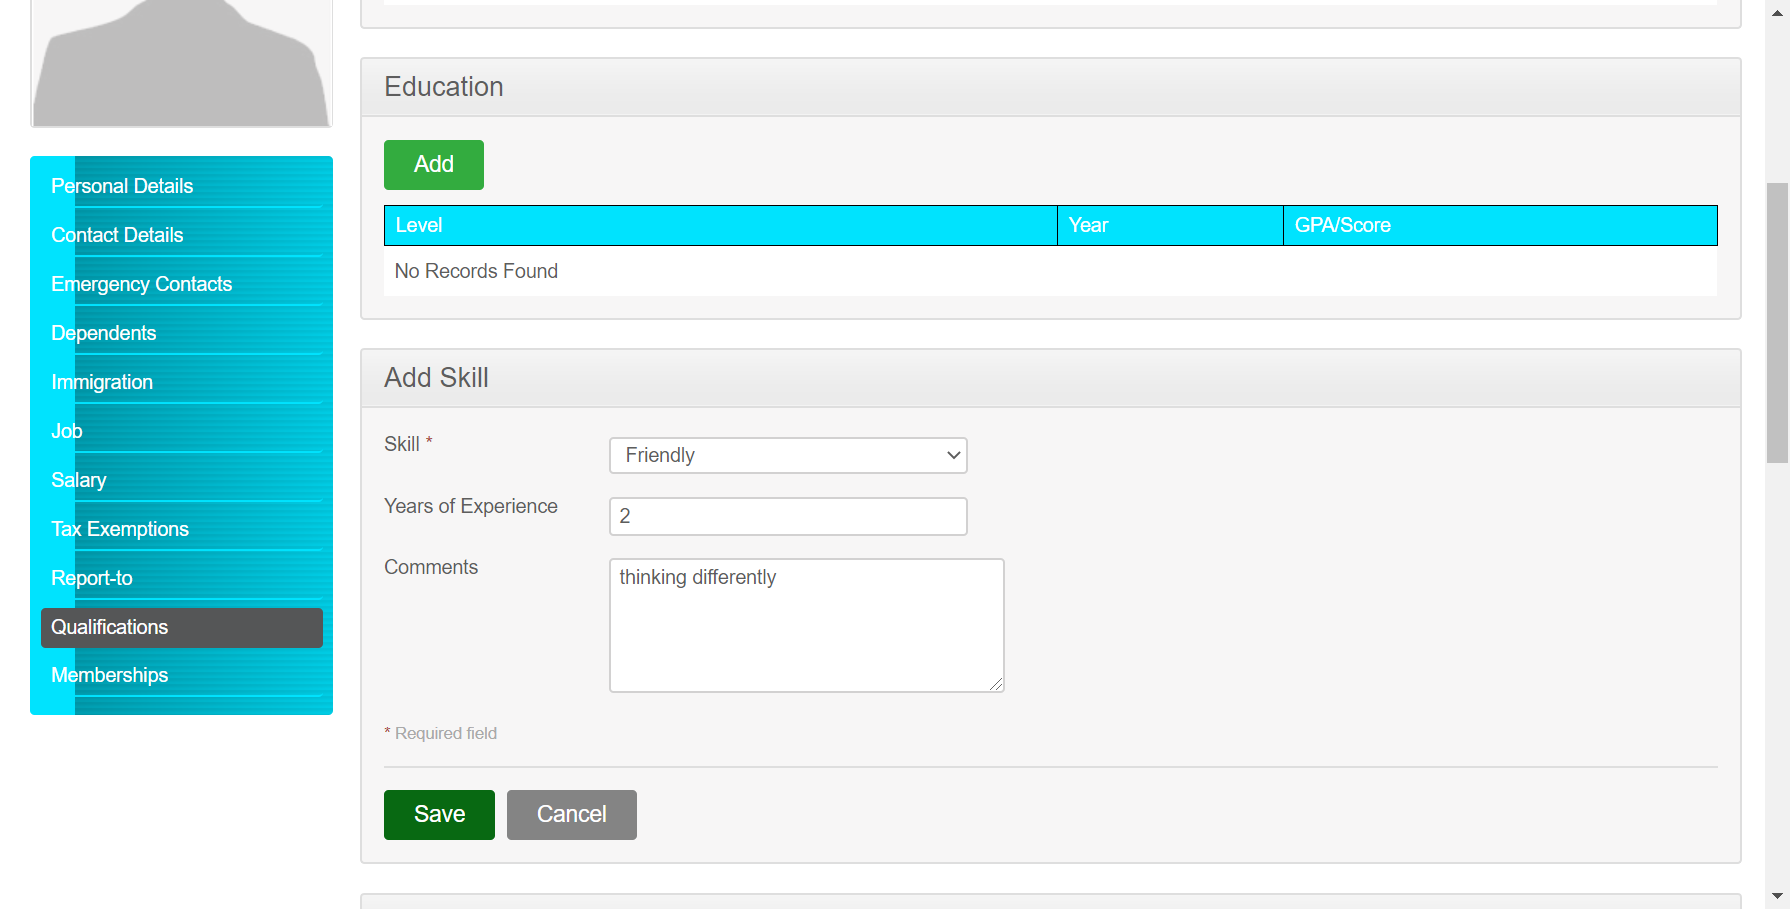 Personal Details
Contact Details
Emergency Contacts
Dependents
Immigration
Job
Salary
Tax Exemptions
Report-to
Qualifications
Memberships
Education
Add
Level Year GPA/Score
No Records Found
Add Skill
Skill * Friendly
Years of Experience 2
Comments thinking differently
* Required field
Save Cancel